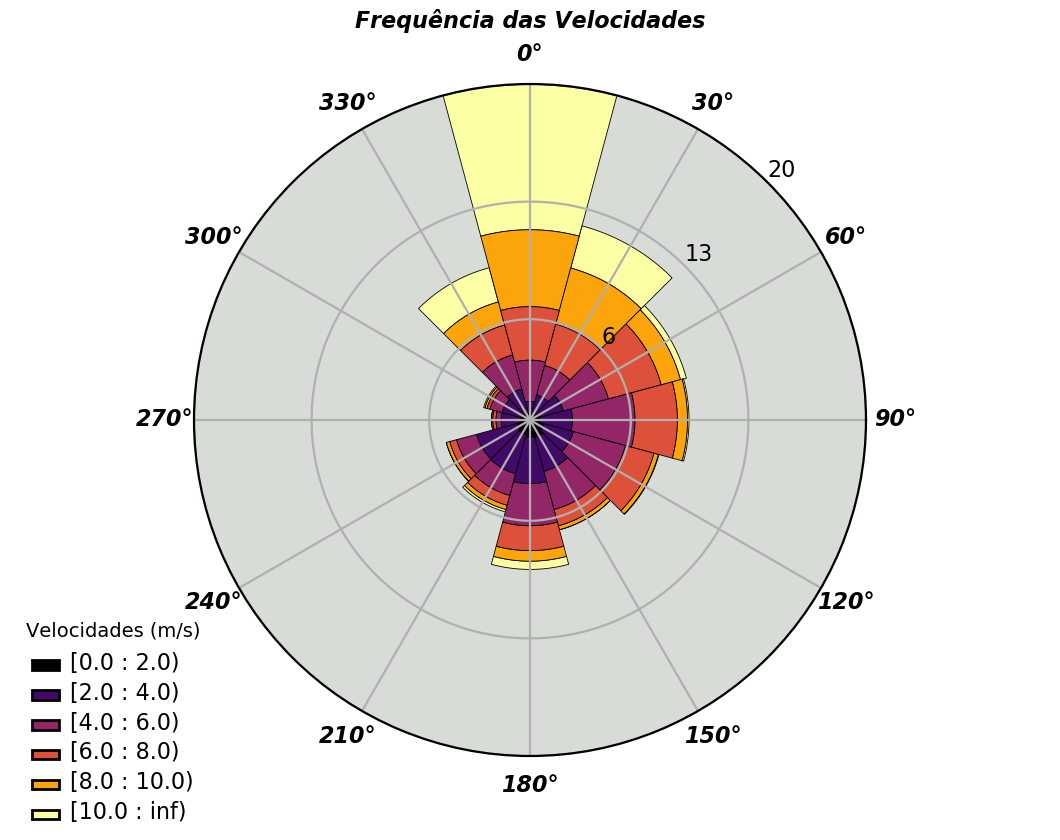 Frequência das Velocidades
0°
330°
30°
20
300°
60°
13
6
270°
90°
240°
120°
210°
150°
180°
Velocidades (m/s)
[0.0 : 2.0)
[2.0 : 4.0)
[4.0 : 6.0)
[6.0 : 8.0)
[8.0 : 10.0)
[10.0 : inf)